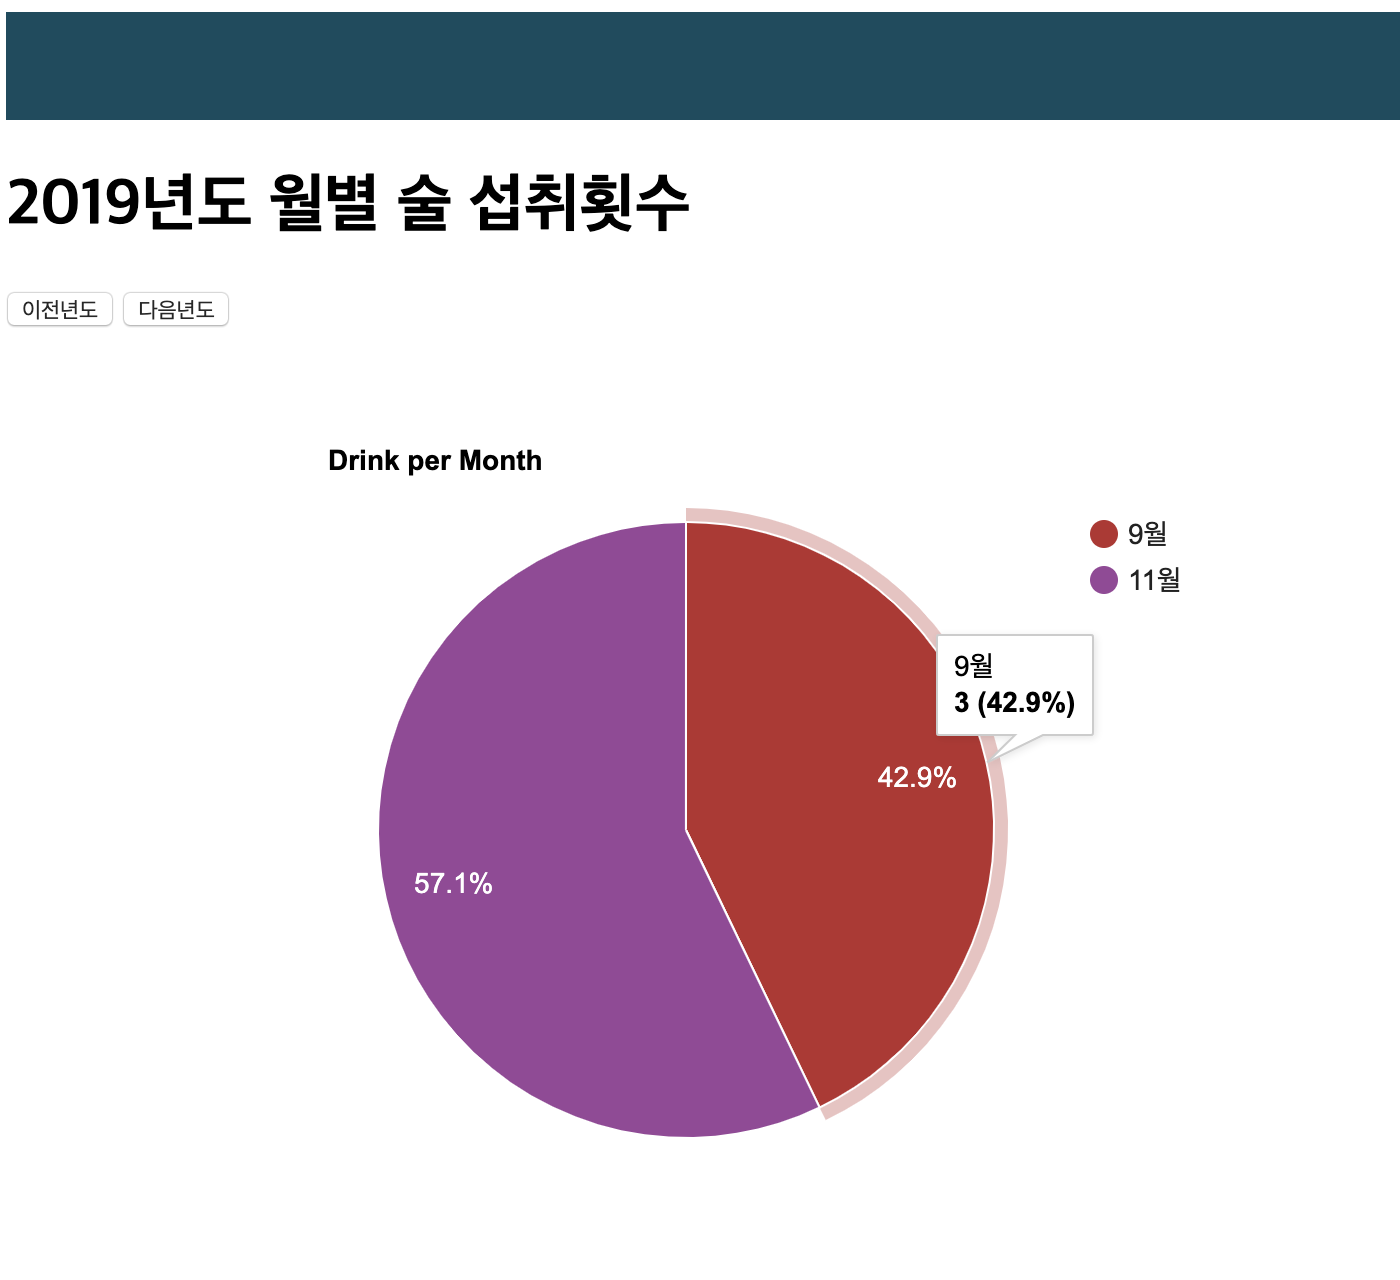 2019년도 월별 술 섭취횟수
이전년도 다음년도
Drink per Month
9월
11월
9월
3 (42.9%)
42.9%
57.1%